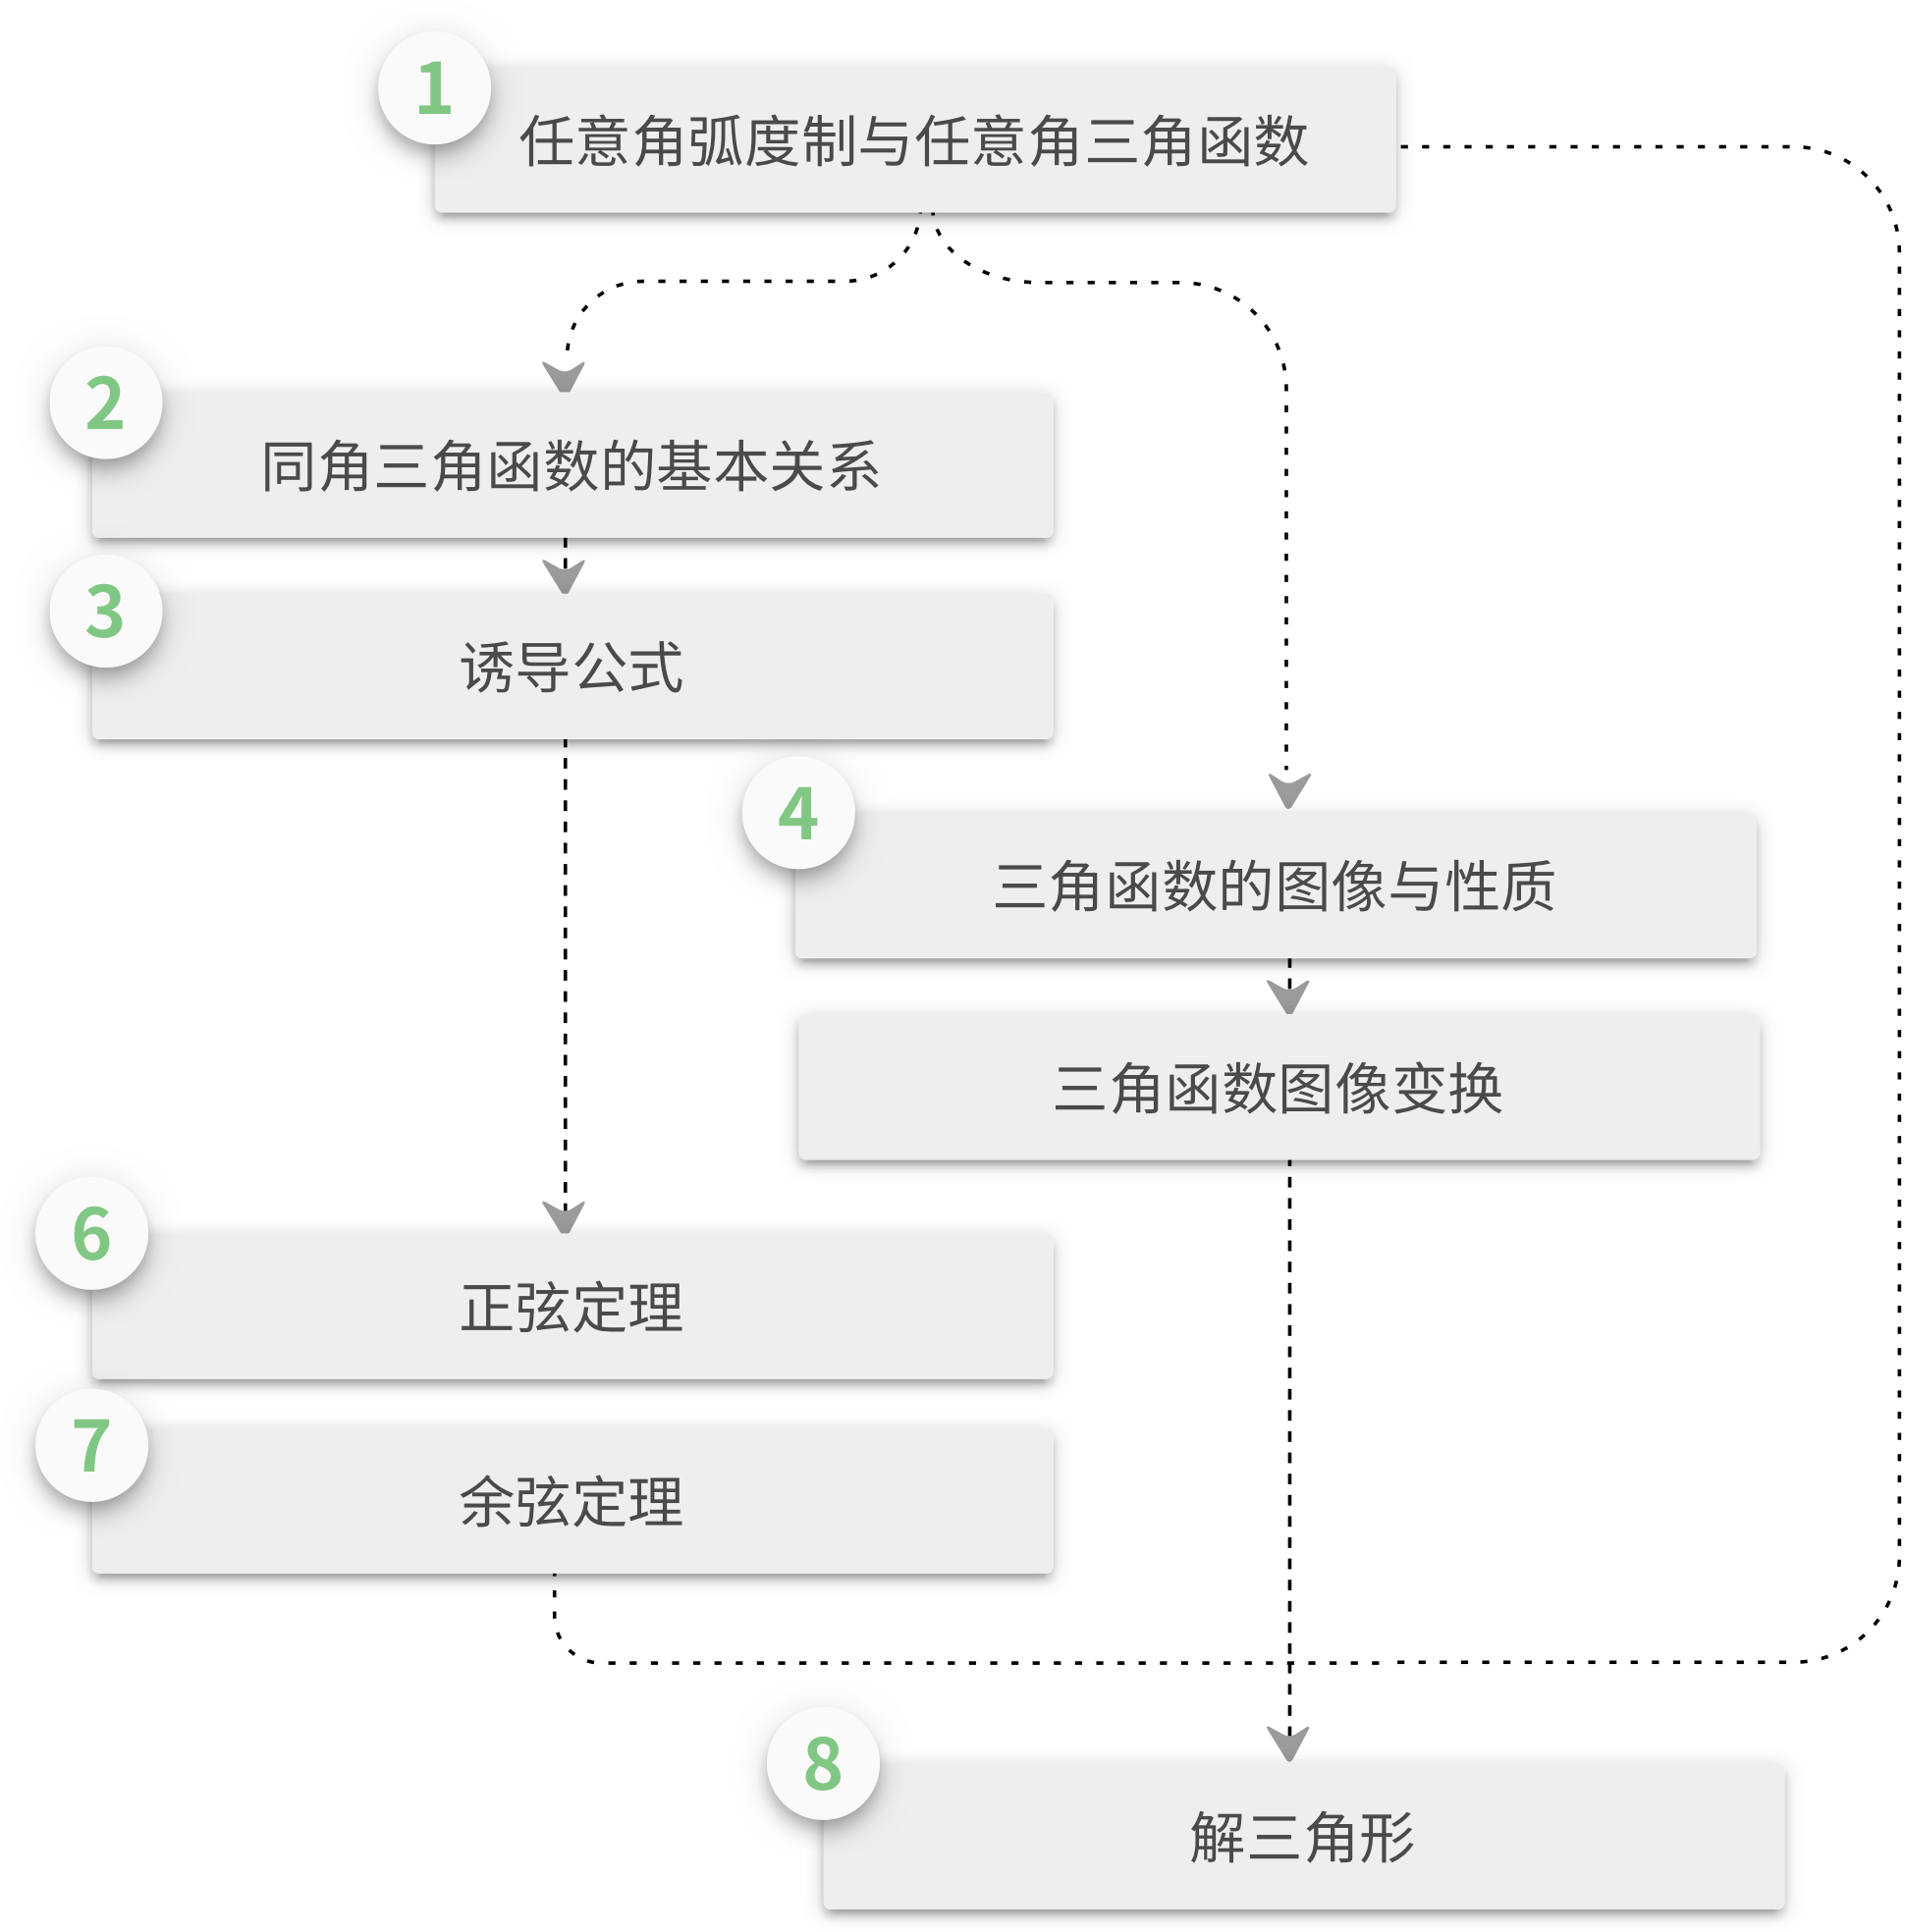 1
任意角弧度制与任意角三角函数
2
同角三角函数的基本关系
3
诱导公式
4
三角函数的图像与性质
三角函数图像变换
6
正弦定理
7
余弦定理
8
解三角形